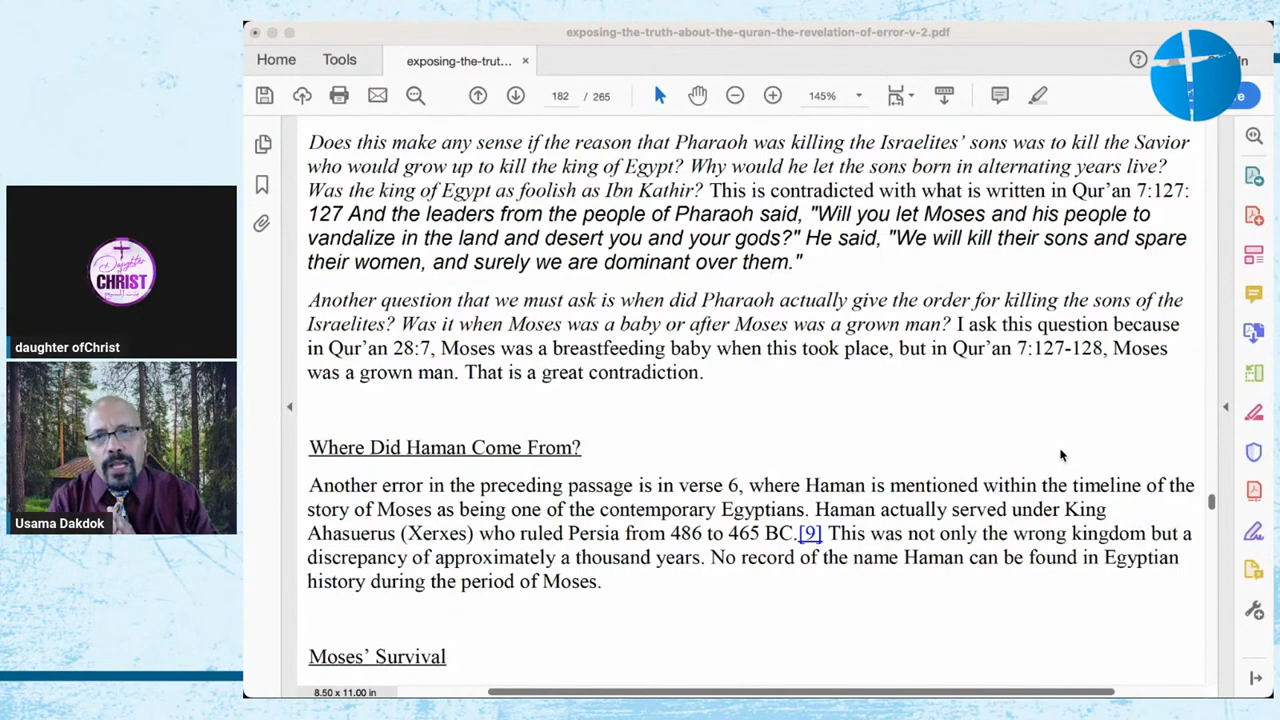 exposing-the-truth-about-the-quran-the-revelation-of-error-v-2.pdf
Home
Tools
exposing-the-trut...
182 / 265
145%
Does this make any sense if the reason that Pharaoh was killing the Israelites' sons was to kill the Savior
who would grow up to kill the king of Egypt? Why would he let the sons born in alternating years live?
Was the king of Egypt as foolish as Ibn Kathir? This is contradicted with what is written in Qur'an 7:127:
127 And the leaders from the people of Pharaoh said, "Will you let Moses and his people to
vandalize in the land and desert you and your gods?" He said, "We will kill their sons and spare
their women, and surely we are dominant over them."
Another question that we must ask is when did Pharaoh actually give the order for killing the sons of the
Israelites? Was it when Moses was a baby or after Moses was a grown man? I ask this question because
in Qur'an 28:7, Moses was a breastfeeding baby when this took place, but in Qur'an 7:127-128, Moses
was a grown man. That is a great contradiction.
Where Did Haman Come From?
Another error in the preceding passage is in verse 6, where Haman is mentioned within the timeline of the
story of Moses as being one of the contemporary Egyptians. Haman actually served under King
Ahasuerus (Xerxes) who ruled Persia from 486 to 465 BC.[9] This was not only the wrong kingdom but a
discrepancy of approximately a thousand years. No record of the name Haman can be found in Egyptian
history during the period of Moses.
Moses' Survival
8.50 x 11.00 in
Daughter
CHRIST
daughter ofChrist
Usama Dakdok